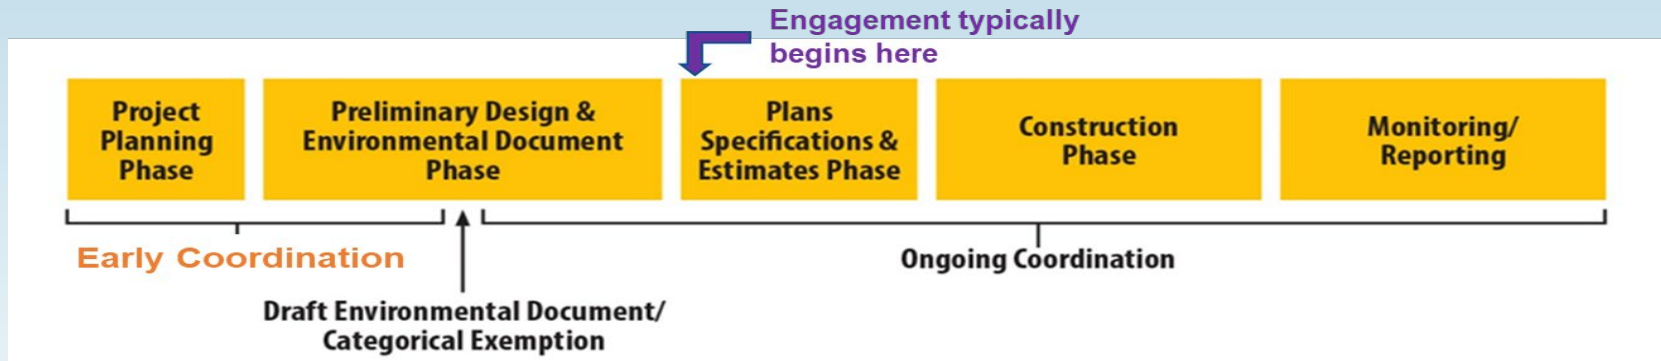 Engagement typically
begins here
Project
Planning
Phase
Preliminary Design &
Environmental Document
Phase
Plans
Specifications &
Estimates Phase
Construction
Phase
Monitoring/
Reporting
Early Coordination
Ongoing Coordination
Draft Environmental Document/
Categorical Exemption